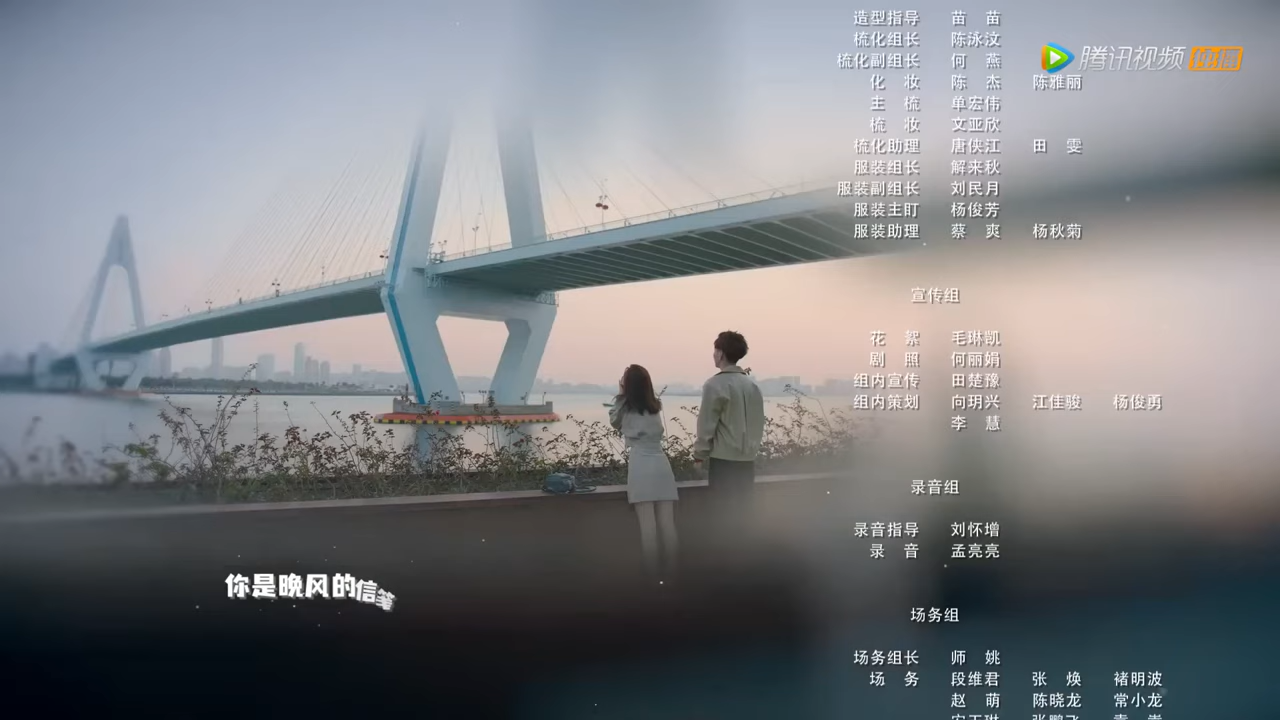 造型指导 苗 苗
梳化组长 陈泳汶
梳化副组长 何 燕
化 妆 陈 杰 陈雅丽
主 梳 单宏伟
梳 妆 文亚欣
梳化助理 唐侠江 田 雯
服装组长 解来秋
服装副组长 刘民月
服装主盯 杨俊芳
服装助理 蔡 爽 杨秋菊
腾讯视频 独播
宣传组
花 絮 毛琳凯
剧 照 何丽娟
组内宣传 田楚豫
组内策划 向玥兴 江佳骏 杨俊勇
李 慧
录音组
录音指导 刘怀增
录 音 孟亮亮
你是晚风的信笺
场务组
场务组长 师 姚
场 务 段维君 张 焕 褚明波
赵 萌 陈晓龙 常小龙